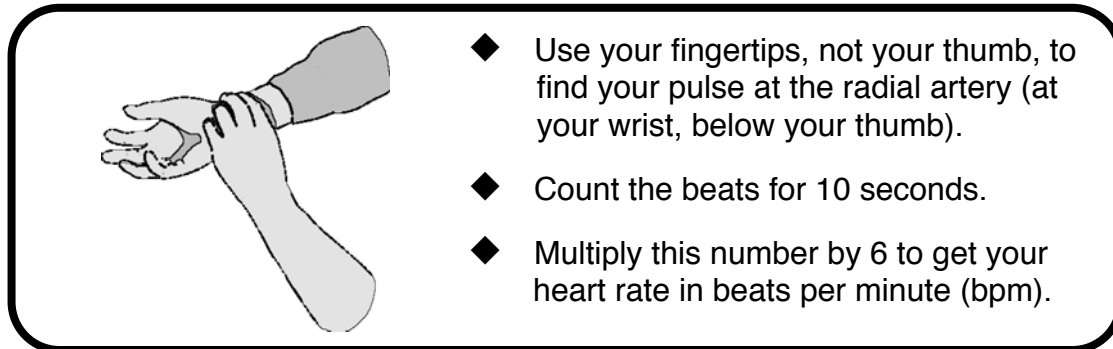 ◆ Use your fingertips, not your thumb, to
find your pulse at the radial artery (at
your wrist, below your thumb).
◆ Count the beats for 10 seconds.
◆ Multiply this number by 6 to get your
heart rate in beats per minute (bpm).